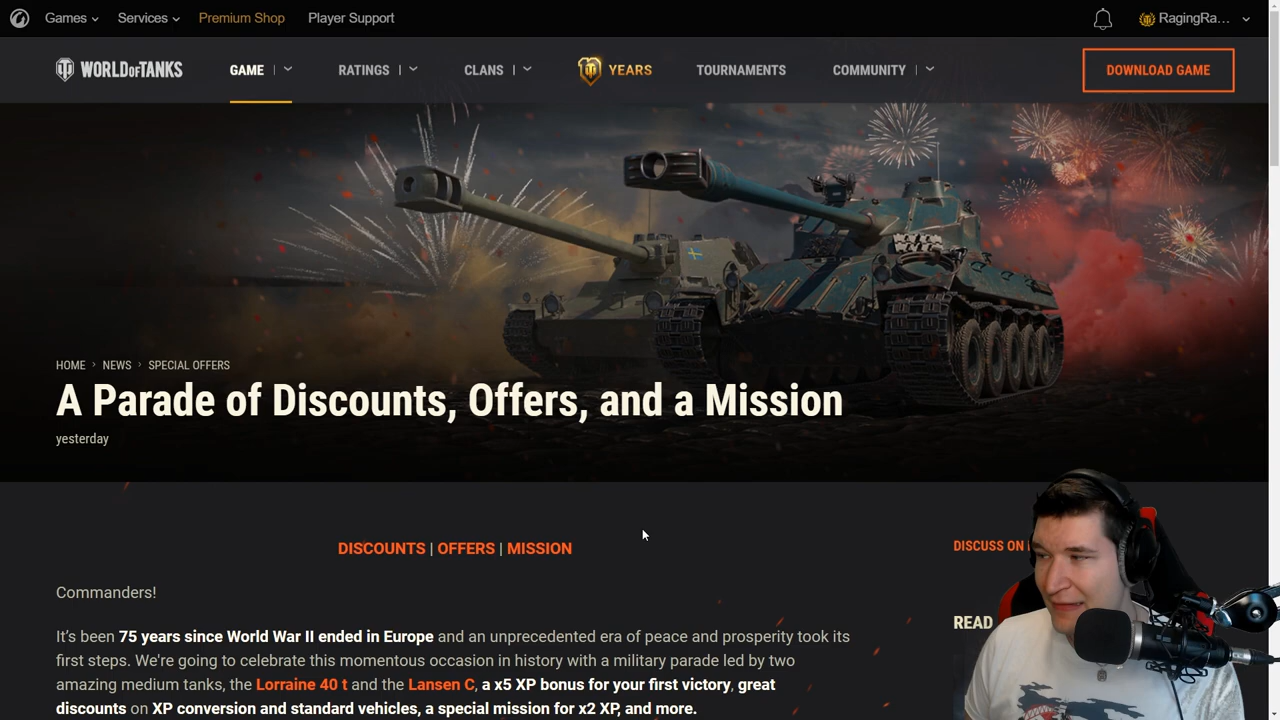 Games Services Premium Shop Player Support RagingRa...
WORLD OF TANKS GAME RATINGS CLANS 10 YEARS TOURNAMENTS COMMUNITY DOWNLOAD GAME
HOME › NEWS › SPECIAL OFFERS
A Parade of Discounts, Offers, and a Mission
yesterday
DISCOUNTS | OFFERS | MISSION
DISCUSS ON
Commanders!
READ
It's been 75 years since World War II ended in Europe and an unprecedented era of peace and prosperity took its
first steps. We're going to celebrate this momentous occasion in history with a military parade led by two
amazing medium tanks, the Lorraine 40 t and the Lansen C, a x5 XP bonus for your first victory, great
discounts on XP conversion and standard vehicles, a special mission for x2 XP, and more.